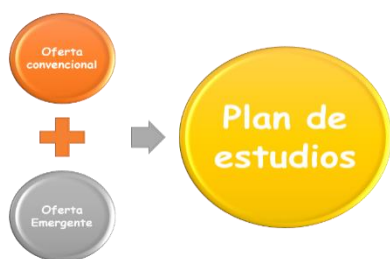 Oferta
convencional
Oferta
Emergente
Plan de
estudios